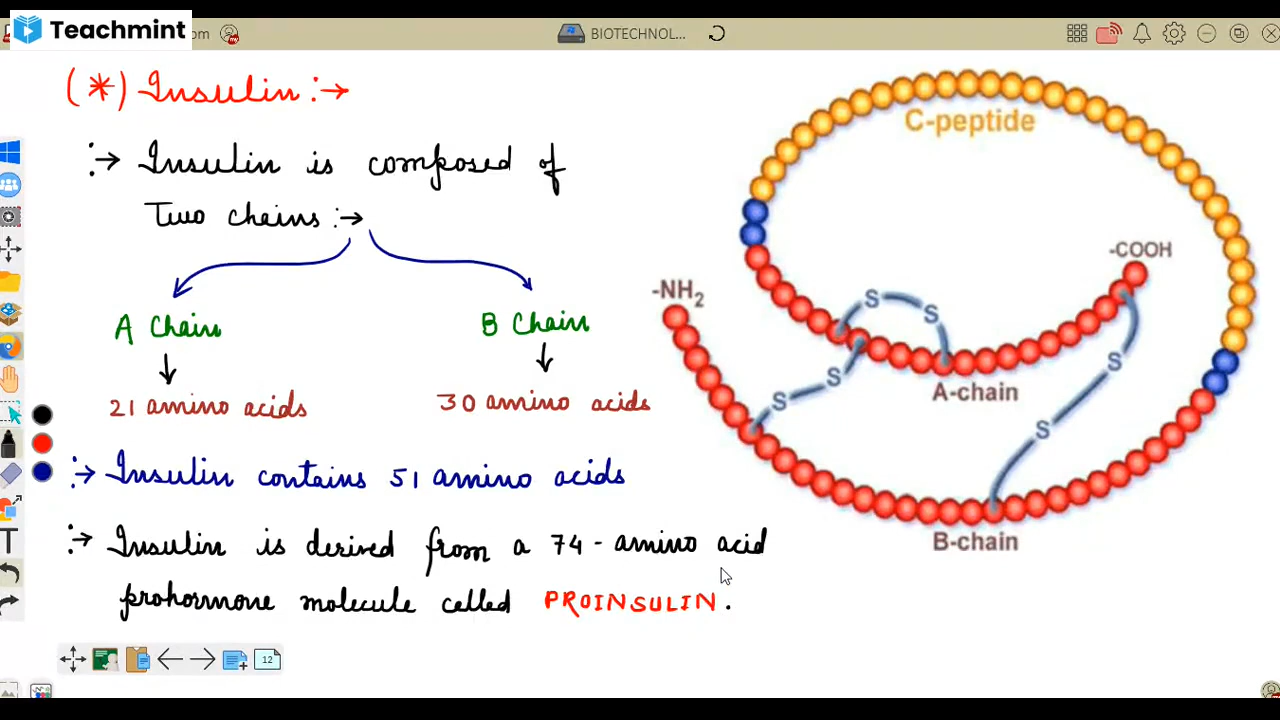 Teachmint
om
BIOTECHNOL...
(*) Insulin :→
:→ Insulin is composed of
Two chains :→
A Chain
B Chain
21 amino acids
30 amino acids
:→ Insulin contains 51 amino acids
:→ Insulin is derived from a 74 - amino acid
prohormone molecule called PROINSULIN .
C-peptide
-COOH
-NH₂
S
S
S
S
S
S
A-chain
B-chain
T
12